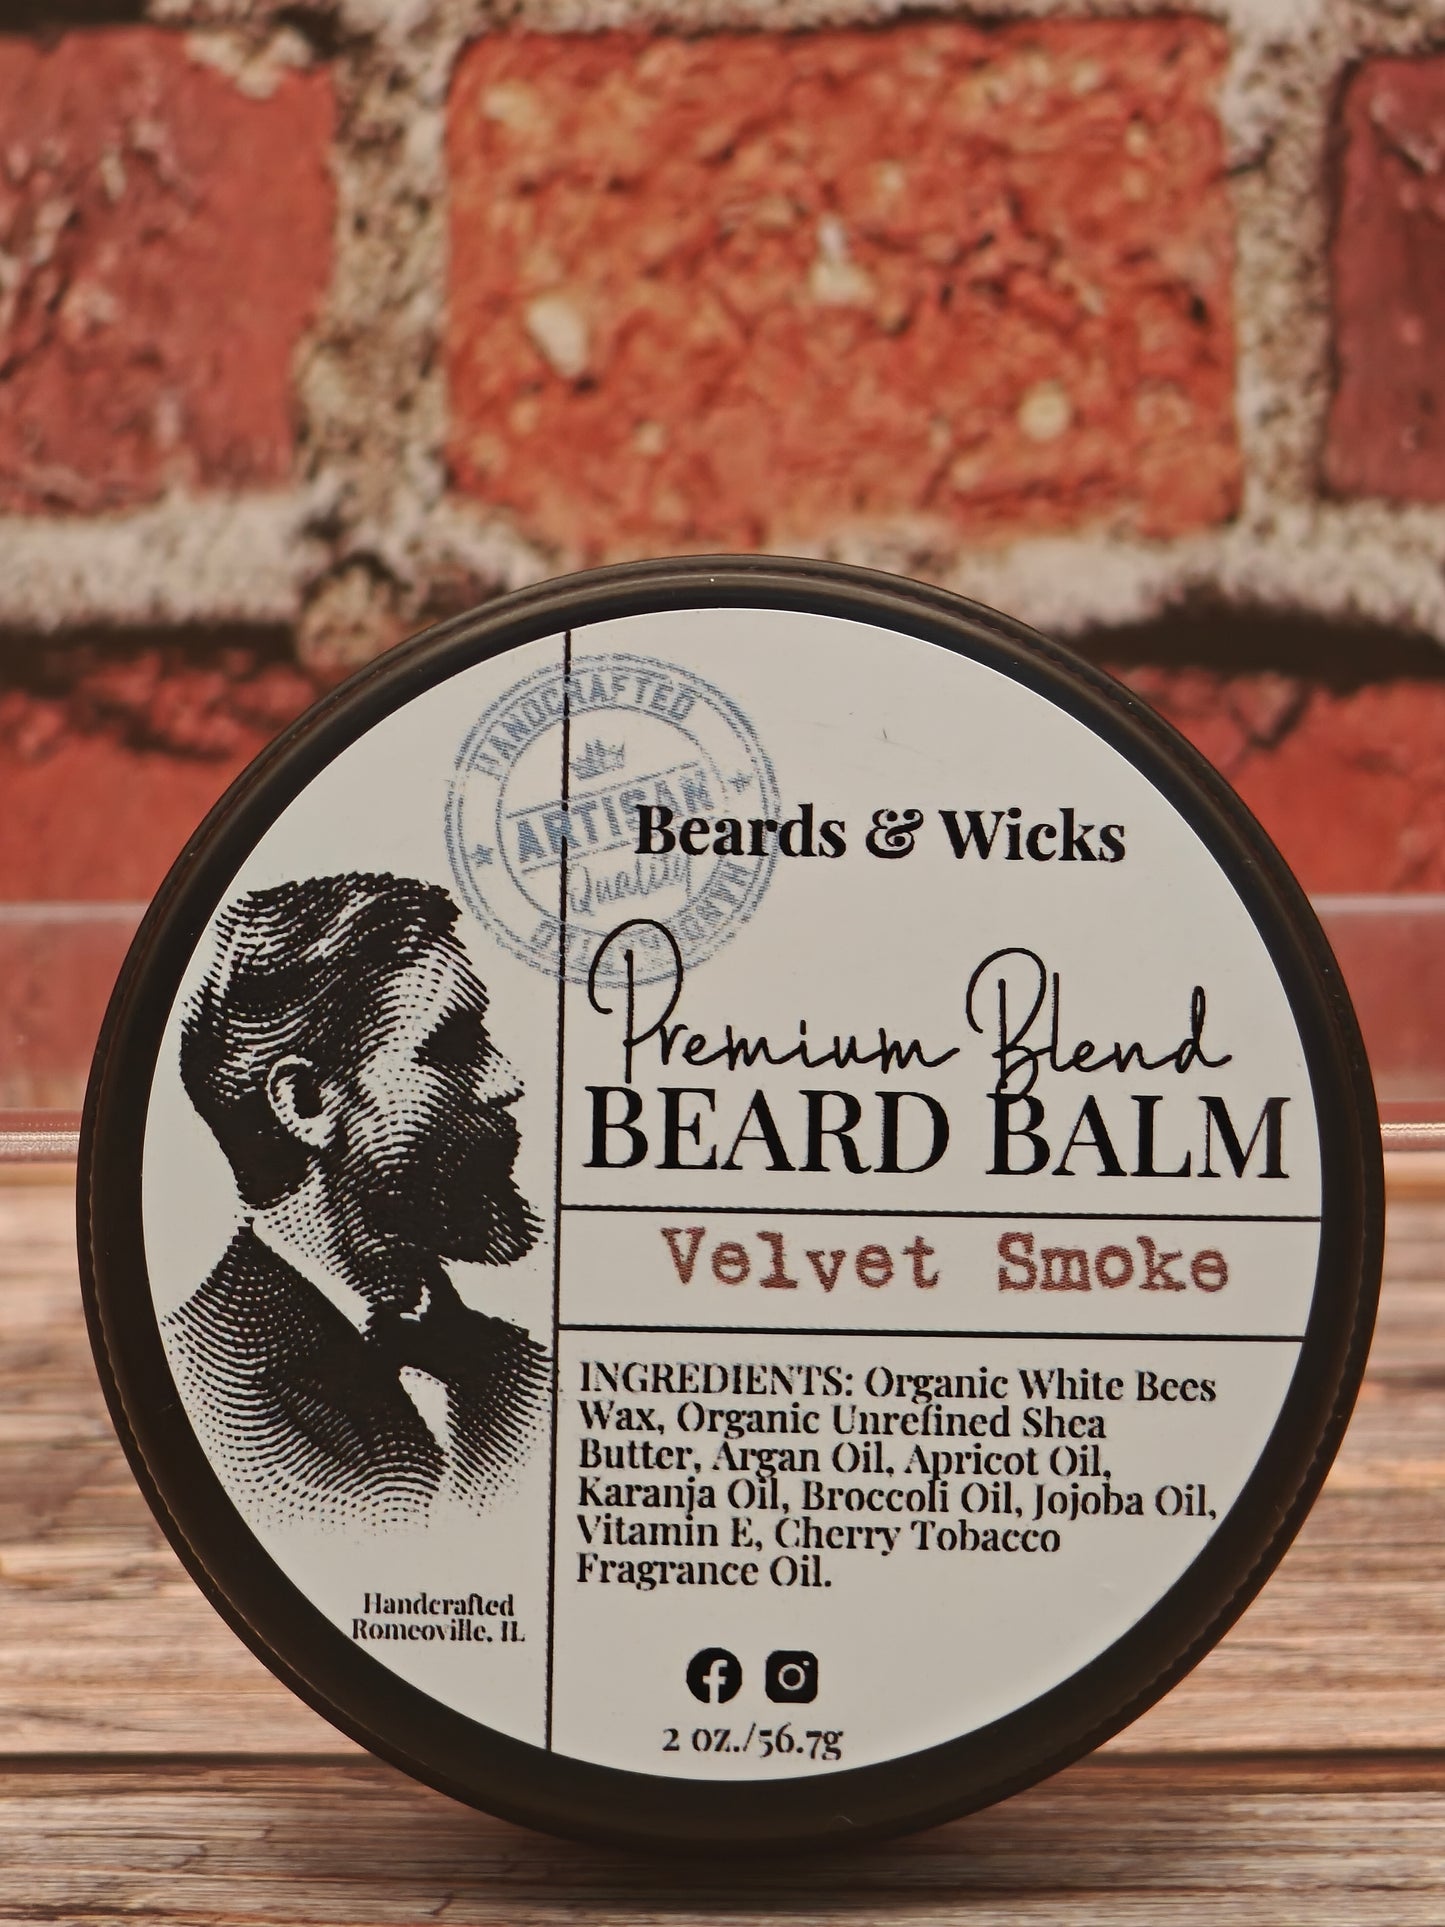 HANDCRAFTED
ARTISAN
Quality
HANDCRAFTED
Beards & Wicks
Premium Blend
BEARD BALM
Velvet Smoke
INGREDIENTS: Organic White Bees
Wax, Organic Unrefined Shea
Butter, Argan Oil, Apricot Oil,
Karanja Oil, Broccoli Oil, Jojoba Oil,
Vitamin E, Cherry Tobacco
Fragrance Oil.
Handcrafted
Romeoville, IL
2 oz./56.7g